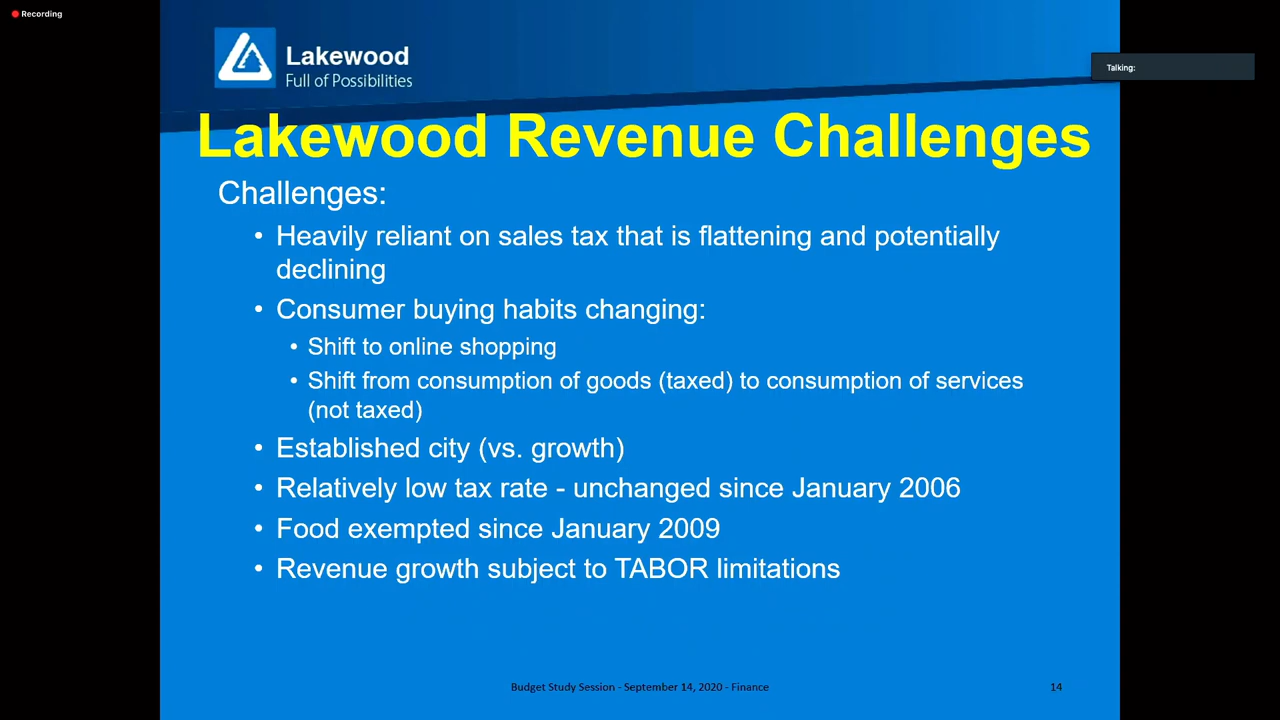 Recording
Lakewood
Full of Possibilities
Talking:
Lakewood Revenue Challenges
Challenges:
• Heavily reliant on sales tax that is flattening and potentially
declining
• Consumer buying habits changing:
• Shift to online shopping
• Shift from consumption of goods (taxed) to consumption of services
(not taxed)
• Established city (vs. growth)
• Relatively low tax rate - unchanged since January 2006
• Food exempted since January 2009
• Revenue growth subject to TABOR limitations
Budget Study Session - September 14, 2020 - Finance
14